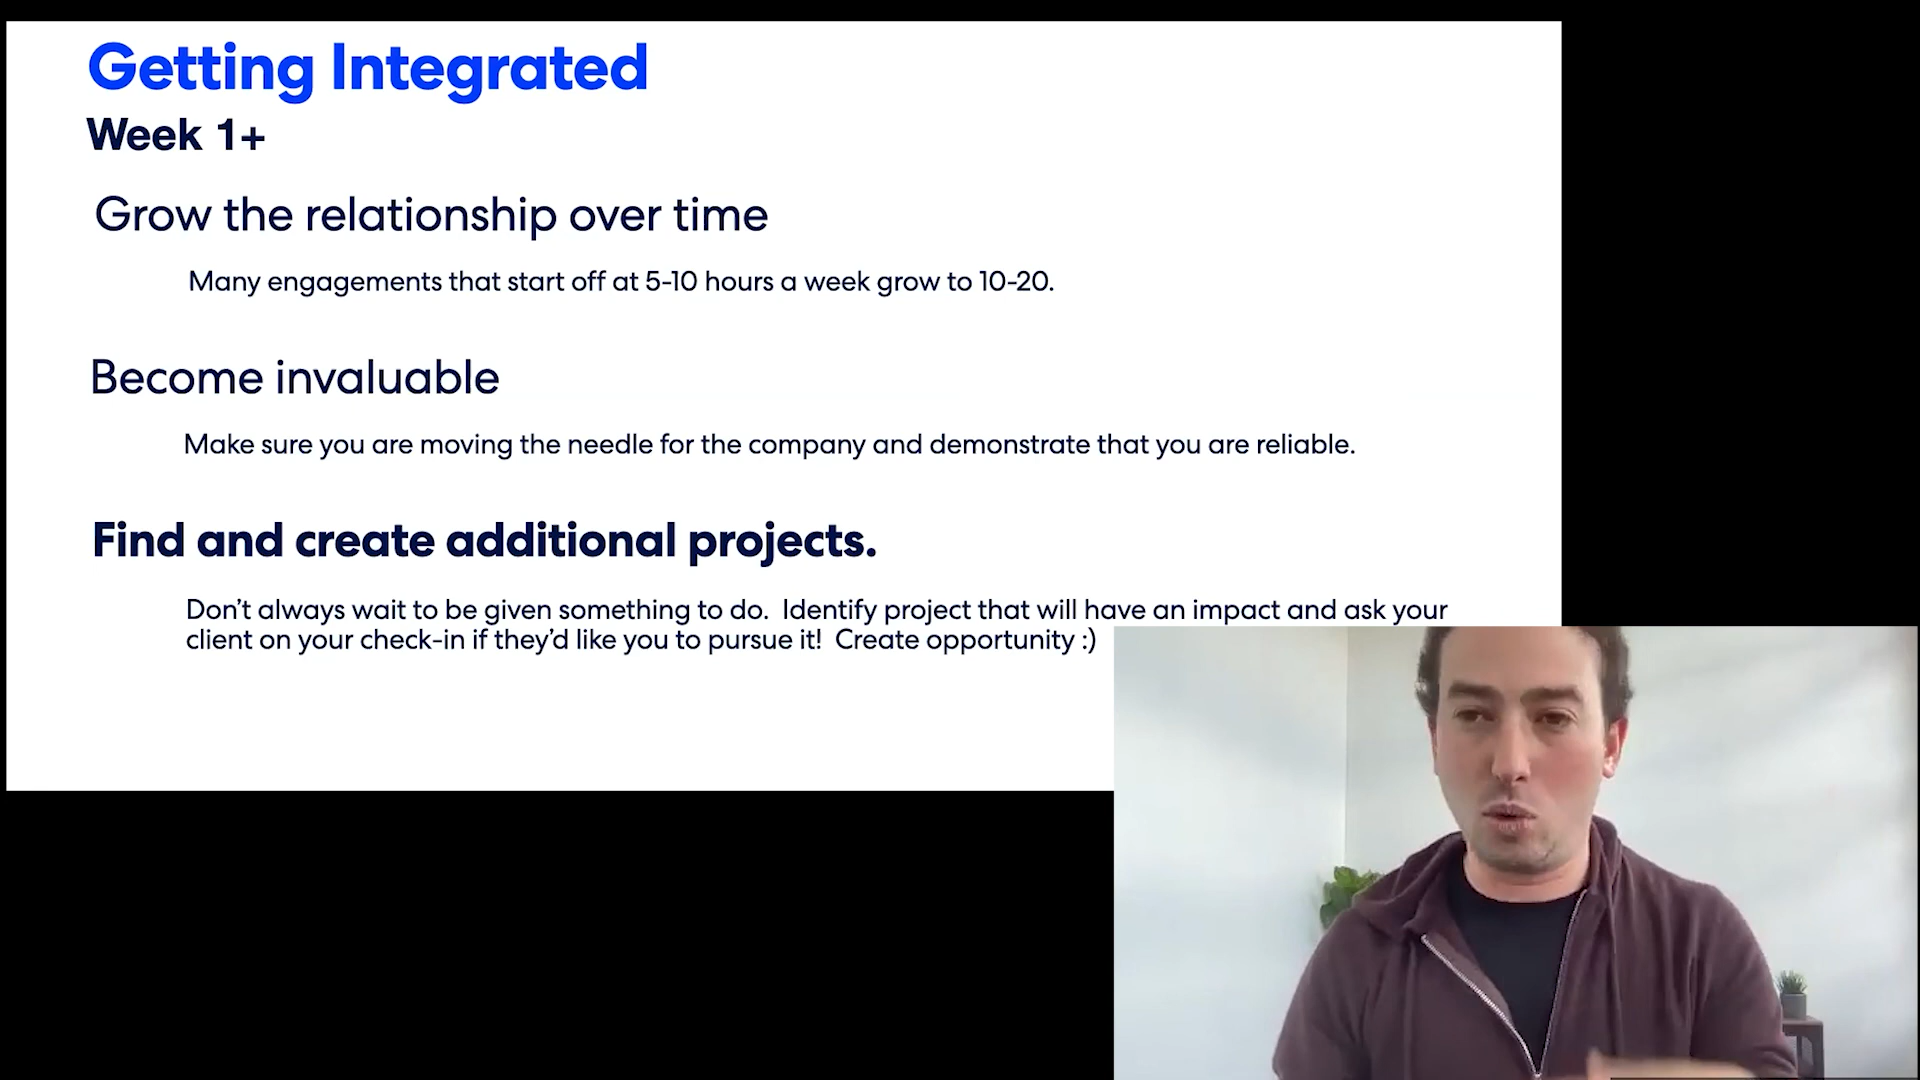 Getting Integrated
Week 1+
Grow the relationship over time
Many engagements that start off at 5-10 hours a week grow to 10-20.
Become invaluable
Make sure you are moving the needle for the company and demonstrate that you are reliable.
Find and create additional projects.
Don’t always wait to be given something to do.  Identify project that will have an impact and ask your
client on your check-in if they’d like you to pursue it!  Create opportunity :)